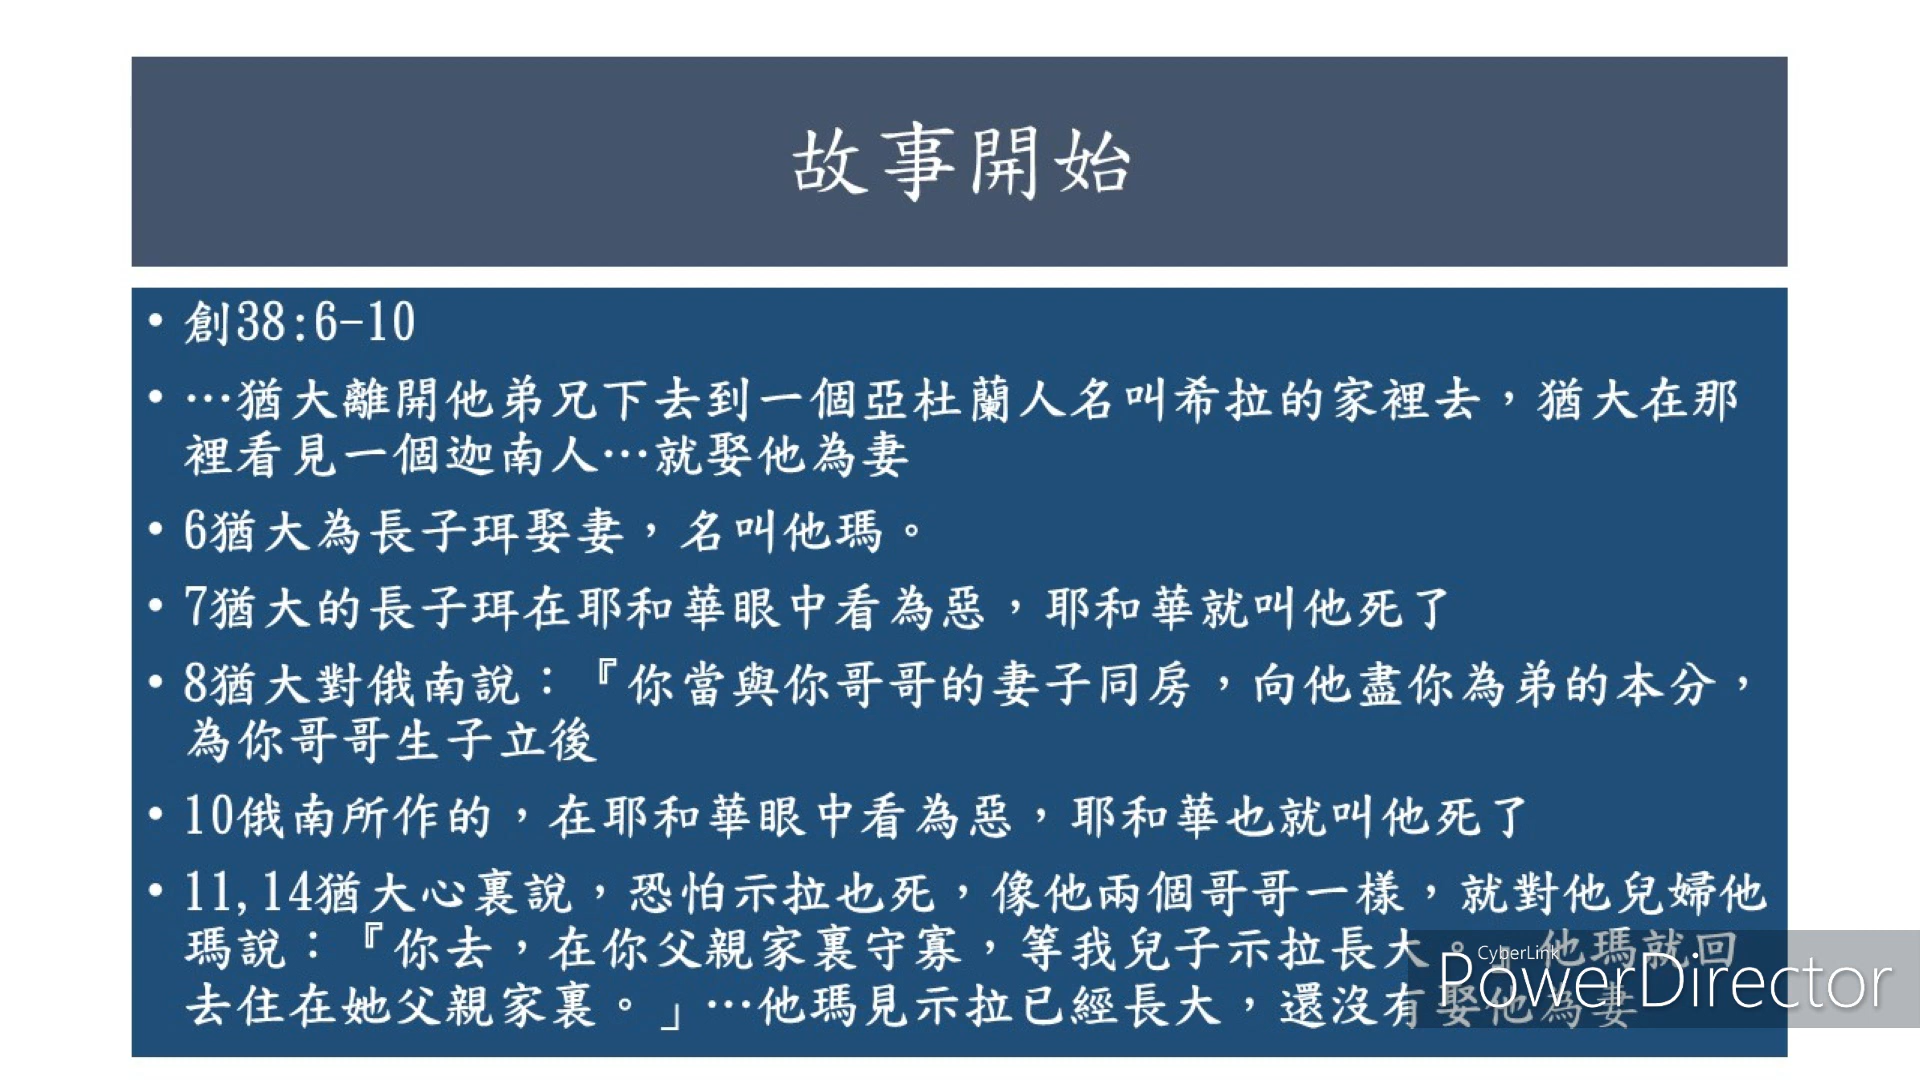 故事開始
• 創38:6-10
• …猶大離開他弟兄下去到一個亞杜蘭人名叫希拉的家裡去，猶大在那
裡看見一個迦南人…就娶他為妻
• 6猶大為長子珥娶妻，名叫他瑪。
• 7猶大的長子珥在耶和華眼中看為惡，耶和華就叫他死了
• 8猶大對俄南說：『你當與你哥哥的妻子同房，向他盡你為弟的本分，
為你哥哥生子立後
• 10俄南所作的，在耶和華眼中看為惡，耶和華也就叫他死了
• 11,14猶大心裏說，恐怕示拉也死，像他兩個哥哥一樣，就對他兒婦他
瑪說：『你去，在你父親家裏守寡，等我兒子示拉長大。』他瑪就回
去住在她父親家裏。」…他瑪見示拉已經長大，還沒有娶他為妻
CyberLink
PowerDirector